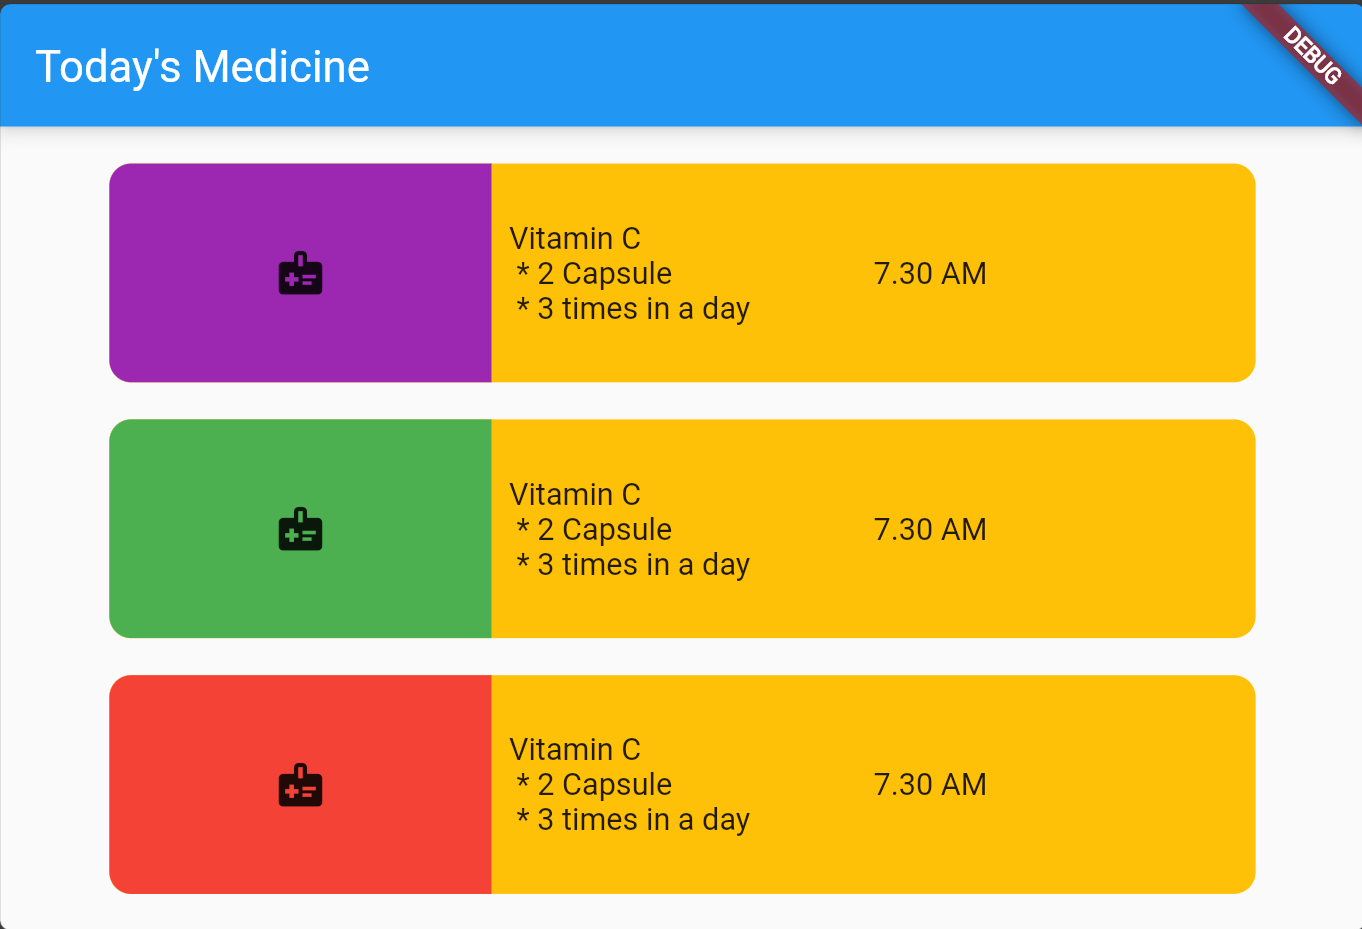 Today's Medicine
DEBUG
Vitamin C
* 2 Capsule
* 3 times in a day
7.30 AM
Vitamin C
* 2 Capsule
* 3 times in a day
7.30 AM
Vitamin C
* 2 Capsule
* 3 times in a day
7.30 AM